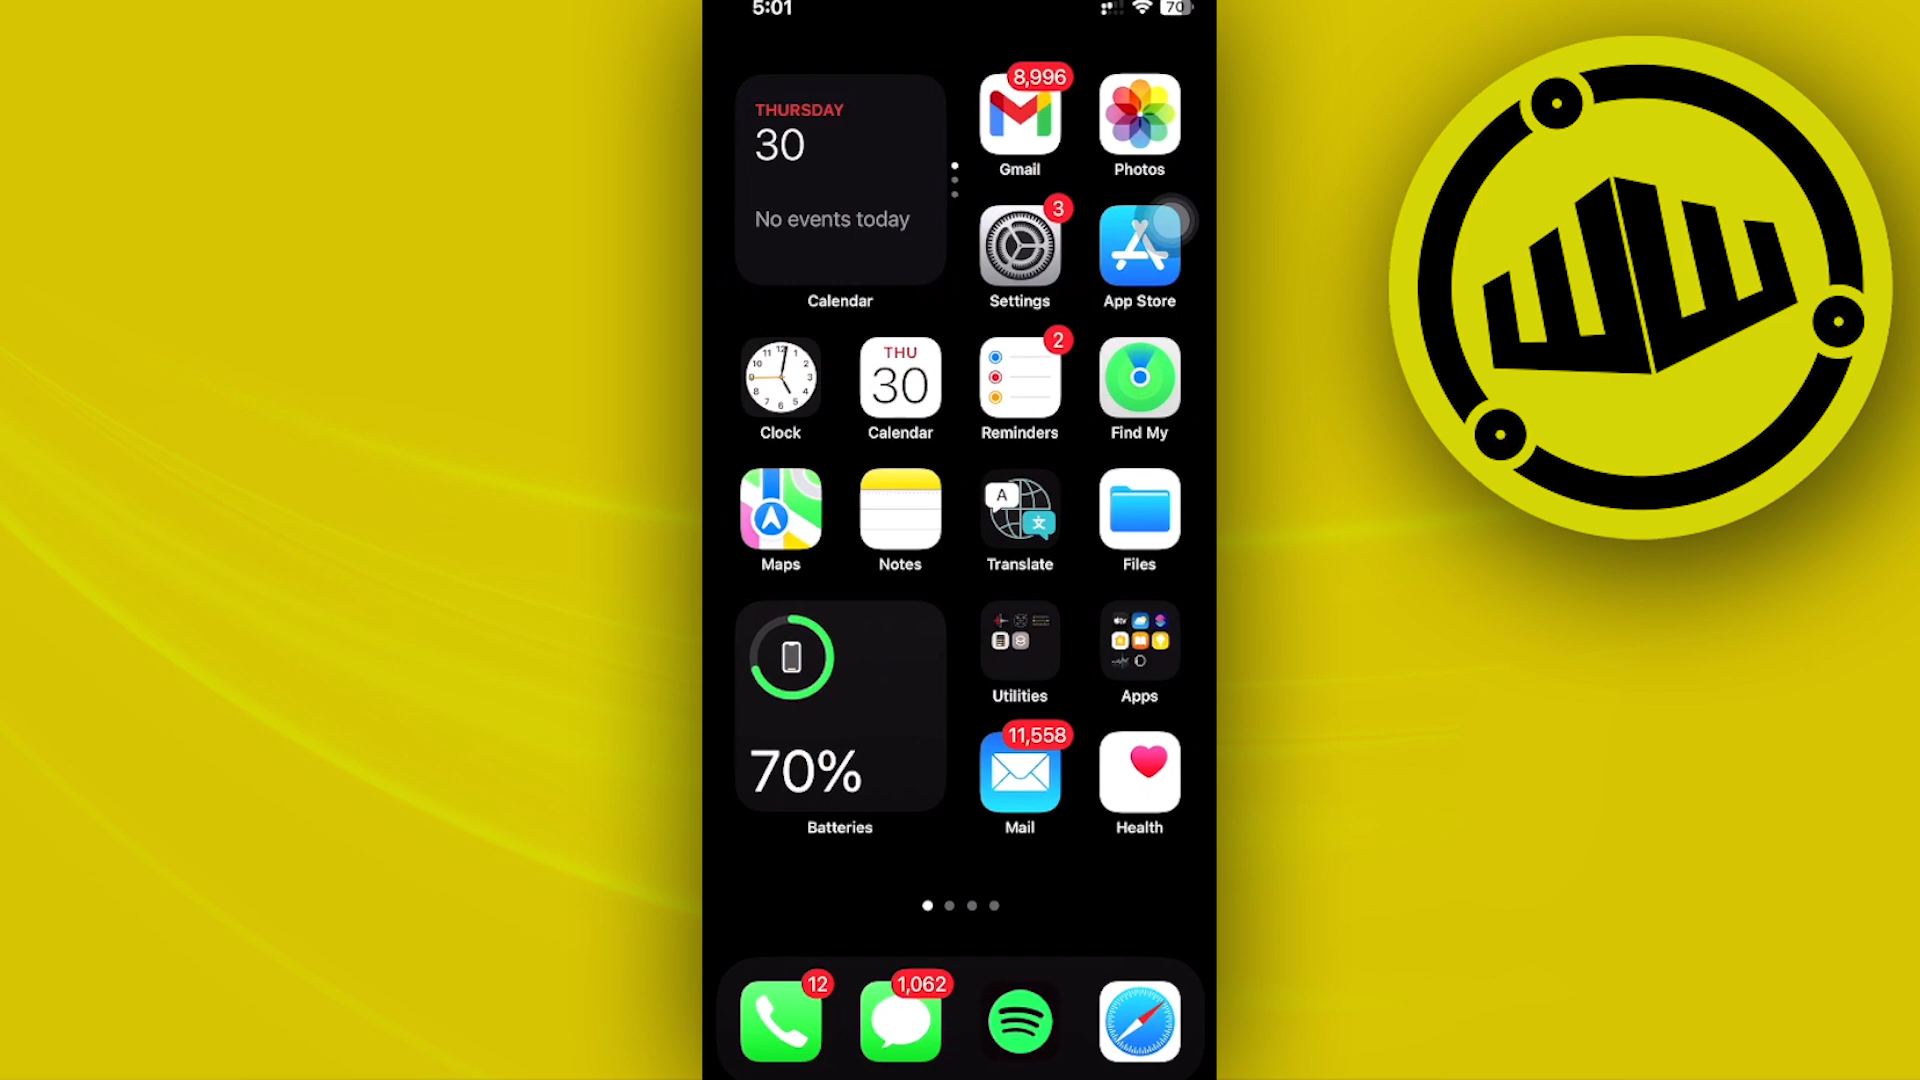 5:01
70
THURSDAY
30
No events today
Calendar
8,996
Gmail
Photos
3
Settings
App Store
Clock
THU
30
Calendar
2
Reminders
Find My
Maps
Notes
A
文
Translate
Files
70%
Batteries
Utilities
Apps
11,558
Mail
Health
12
1,062